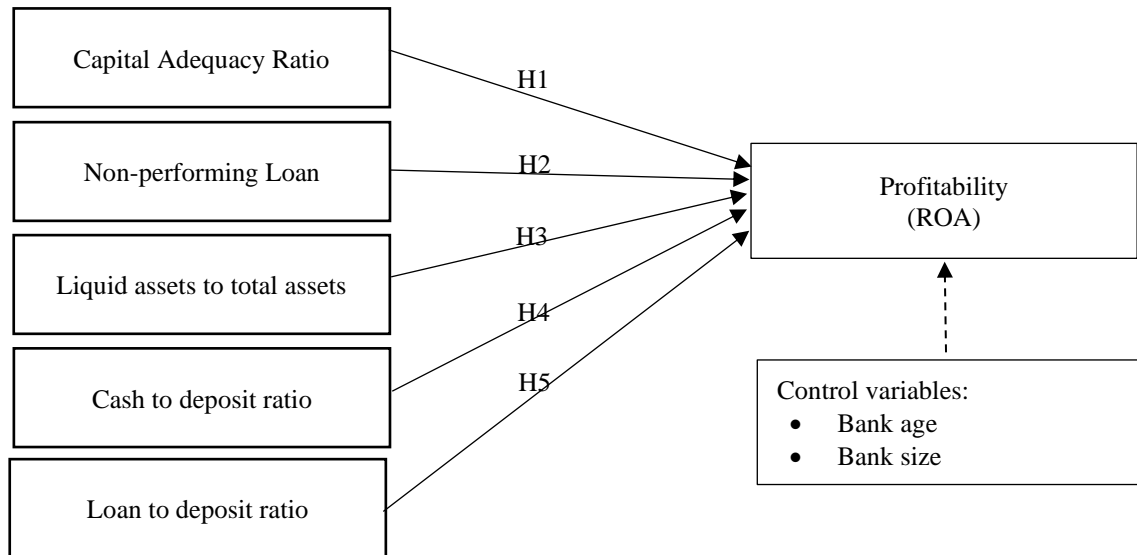 Capital Adequacy Ratio
H1
Non-performing Loan
H2
Profitability
(ROA)
H3
Liquid assets to total assets
H4
Cash to deposit ratio
H5
Control variables:
• Bank age
• Bank size
Loan to deposit ratio